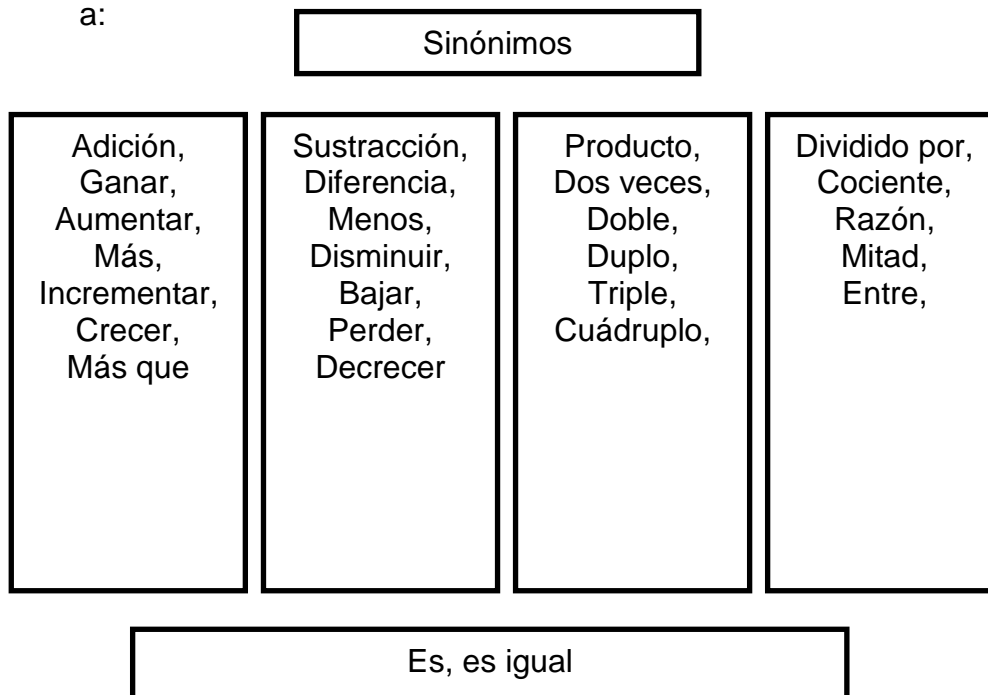 a:
Sinónimos
Adición,
Ganar,
Aumentar,
Más,
Incrementar,
Crecer,
Más que
Sustracción,
Diferencia,
Menos,
Disminuir,
Bajar,
Perder,
Decrecer
Producto,
Dos veces,
Doble,
Duplo,
Triple,
Cuádruplo,
Dividido por,
Cociente,
Razón,
Mitad,
Entre,
Es, es igual